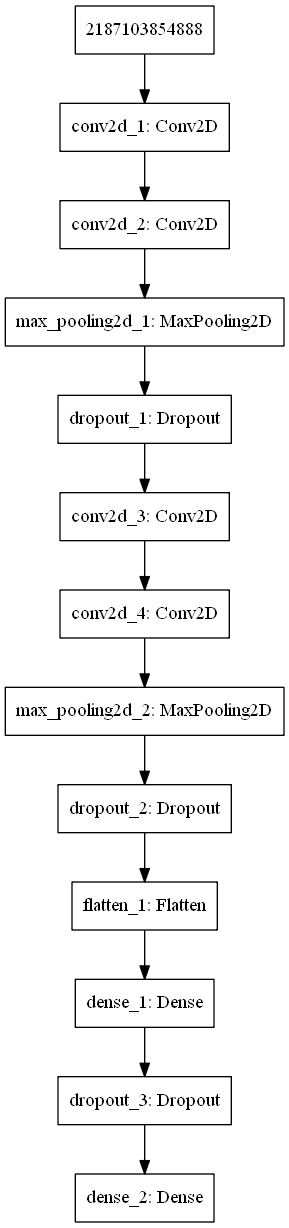 2187103854888
conv2d_1: Conv2D
conv2d_2: Conv2D
max_pooling2d_1: MaxPooling2D
dropout_1: Dropout
conv2d_3: Conv2D
conv2d_4: Conv2D
max_pooling2d_2: MaxPooling2D
dropout_2: Dropout
flatten_1: Flatten
dense_1: Dense
dropout_3: Dropout
dense_2: Dense